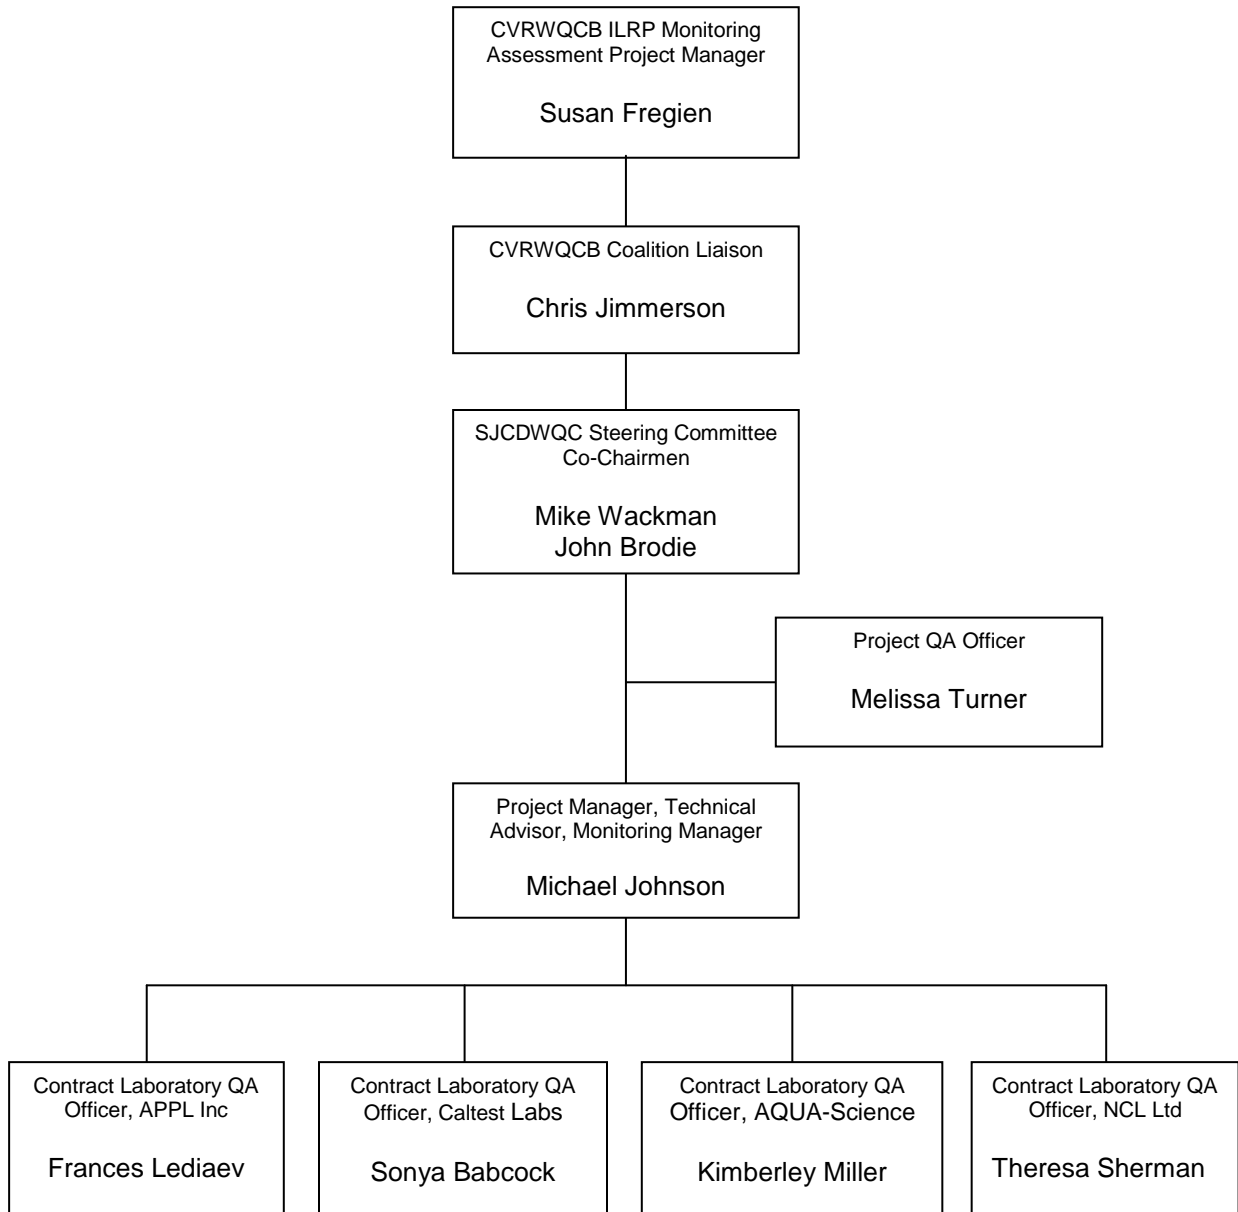 CVRWQCB ILRP Monitoring
Assessment Project Manager
Susan Fregien
CVRWQCB Coalition Liaison
Chris Jimmerson
SJCDWQC Steering Committee
Co-Chairmen
Mike Wackman
John Brodie
Project QA Officer
Melissa Turner
Project Manager, Technical
Advisor, Monitoring Manager
Michael Johnson
Contract Laboratory QA
Officer, APPL Inc
Frances Lediaev
Contract Laboratory QA
Officer, Caltest Labs
Sonya Babcock
Contract Laboratory QA
Officer, AQUA-Science
Kimberley Miller
Contract Laboratory QA
Officer, NCL Ltd
Theresa Sherman